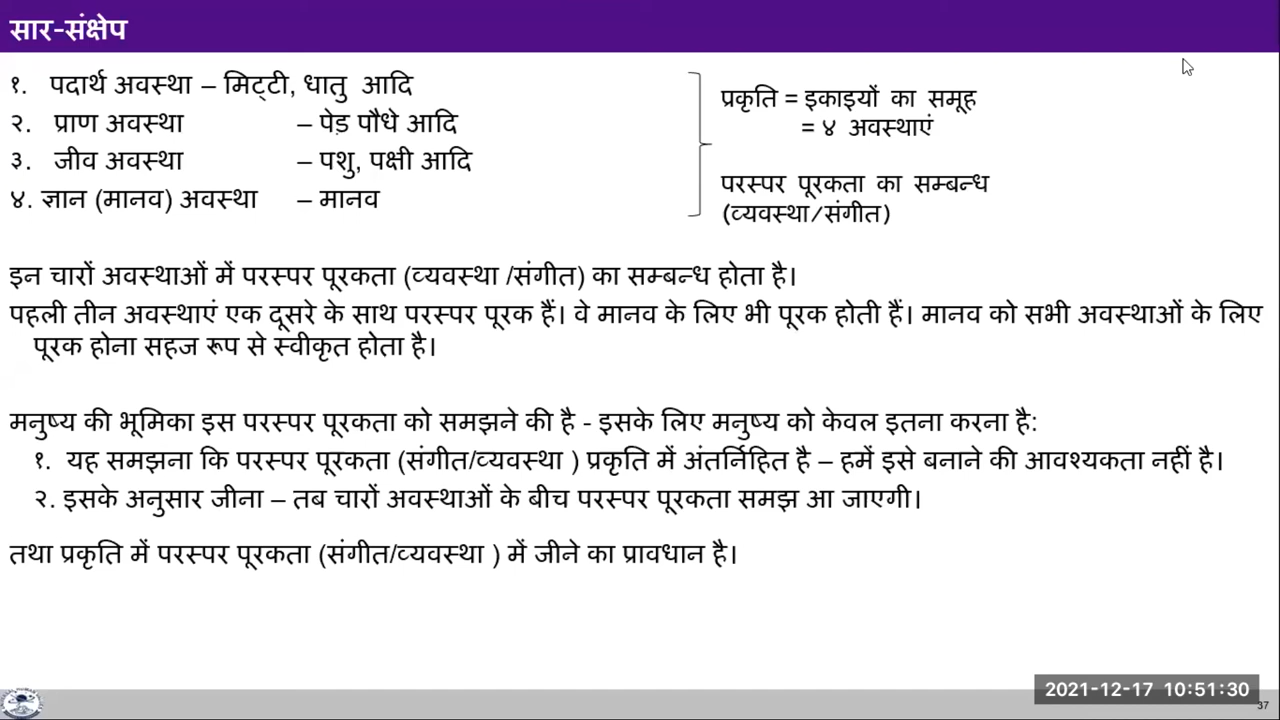 सार-संक्षेप
१. पदार्थ अवस्था – मिट्टी, धातु आदि
२. प्राण अवस्था – पेड़ पौधे आदि
३. जीव अवस्था – पशु, पक्षी आदि
४. ज्ञान (मानव) अवस्था – मानव
प्रकृति = इकाइयों का समूह
= ४ अवस्थाएं
परस्पर पूरकता का सम्बन्ध
(व्यवस्था/संगीत)
इन चारों अवस्थाओं में परस्पर पूरकता (व्यवस्था /संगीत) का सम्बन्ध होता है।
पहली तीन अवस्थाएं एक दूसरे के साथ परस्पर पूरक हैं। वे मानव के लिए भी पूरक होती हैं। मानव को सभी अवस्थाओं के लिए
पूरक होना सहज रूप से स्वीकृत होता है।
मनुष्य की भूमिका इस परस्पर पूरकता को समझने की है - इसके लिए मनुष्य को केवल इतना करना है:
१. यह समझना कि परस्पर पूरकता (संगीत/व्यवस्था ) प्रकृति में अंतर्निहित है – हमें इसे बनाने की आवश्यकता नहीं है।
२. इसके अनुसार जीना – तब चारों अवस्थाओं के बीच परस्पर पूरकता समझ आ जाएगी।
तथा प्रकृति में परस्पर पूरकता (संगीत/व्यवस्था ) में जीने का प्रावधान है।
2021-12-17 10:51:30
37